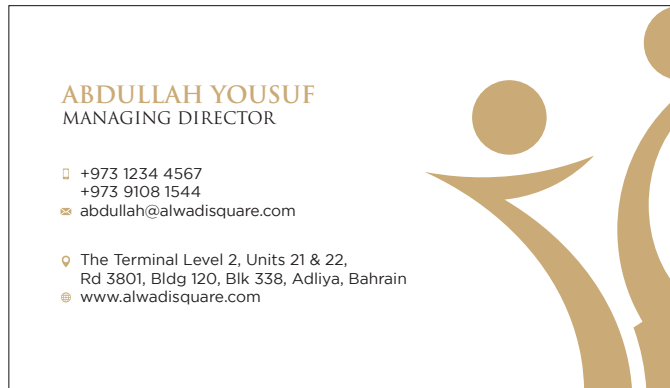 ABDULLAH YOUSUF
MANAGING DIRECTOR
+973 1234 4567
+973 9108 1544
abdullah@alwadisquare.com
The Terminal Level 2, Units 21 & 22,
Rd 3801, Bldg 120, Blk 338, Adliya, Bahrain
www.alwadisquare.com